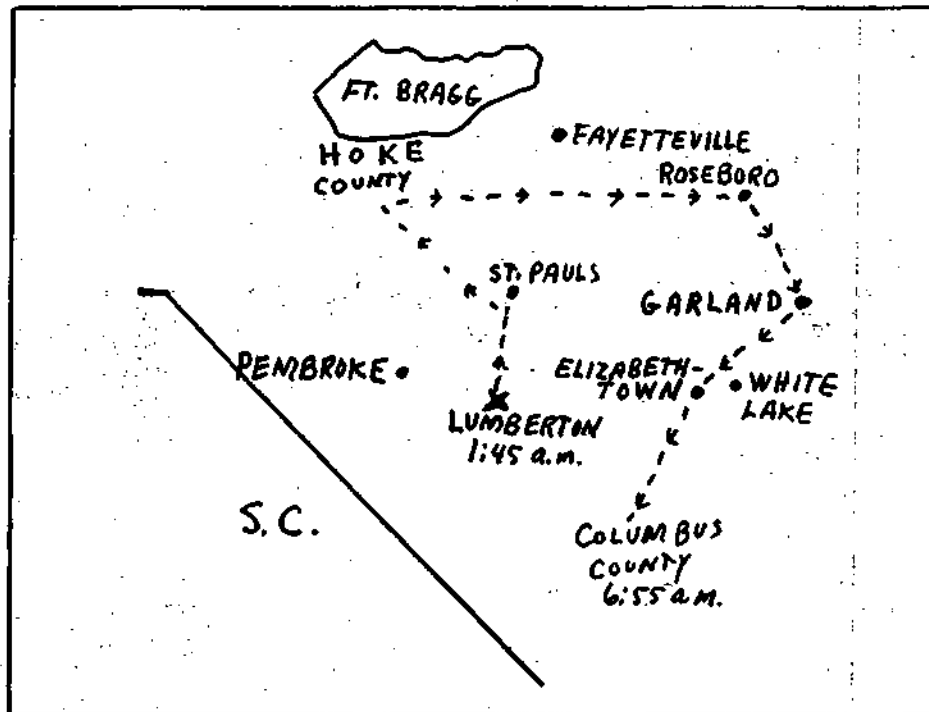 FT. BRAGG
HOKE
COUNTY
• FAYETTEVILLE
ROSEBORO
ST. PAULS
GARLAND
PEMBROKE
ELIZABETH-
TOWN
WHITE
LAKE
LUMBERTON
1:45 a.m.
S.C.
COLUMBUS
COUNTY
6:55 a.m.